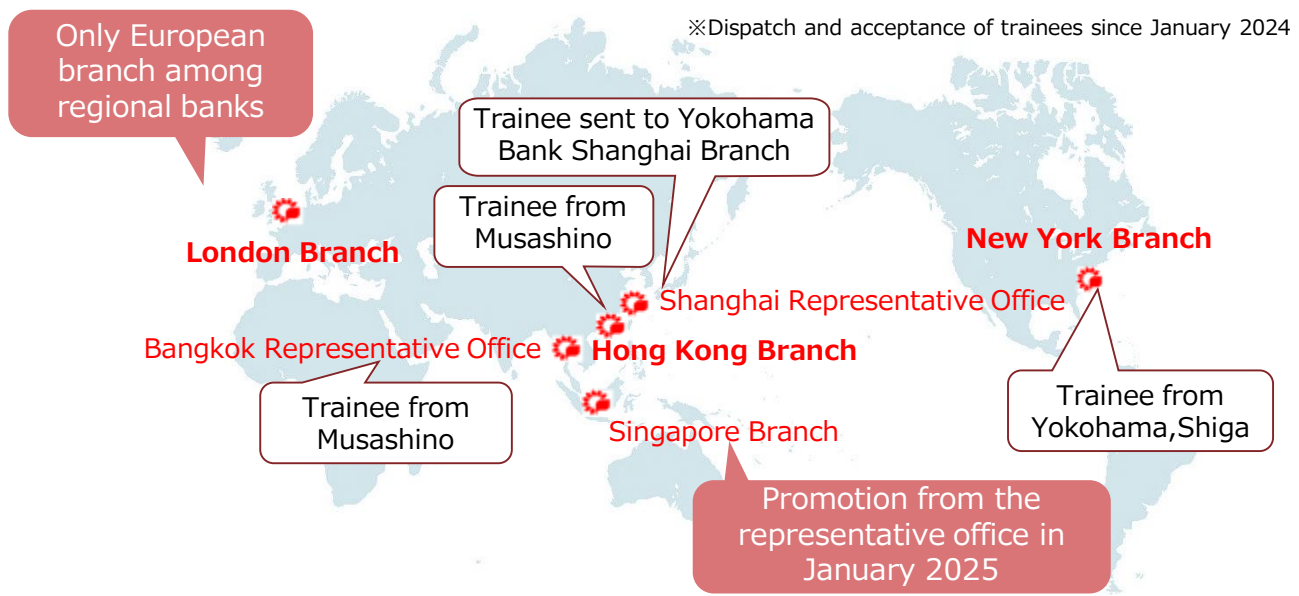 ※Dispatch and acceptance of trainees since January 2024
Only European
branch among
regional banks
Trainee sent to Yokohama
Bank Shanghai Branch
Trainee from
Musashino
London Branch
New York Branch
Shanghai Representative Office
Bangkok Representative Office
Hong Kong Branch
Trainee from
Musashino
Trainee from
Yokohama,Shiga
Singapore Branch
Promotion from the
representative office in
January 2025